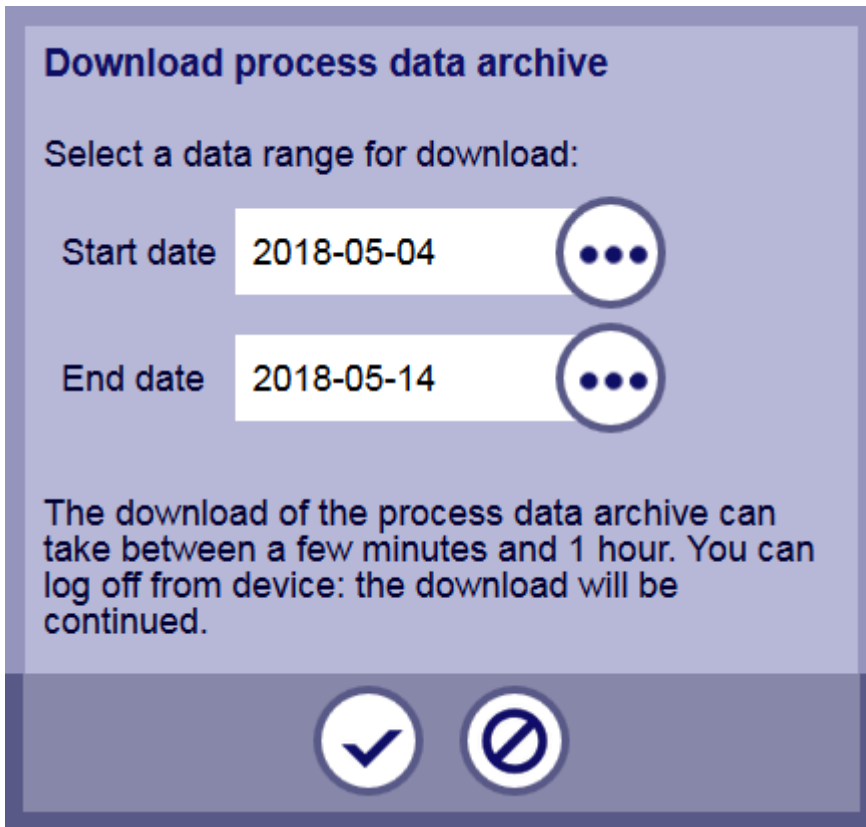 Download process data archive
Select a data range for download:
Start date 2018-05-04
End date 2018-05-14
The download of the process data archive can
take between a few minutes and 1 hour. You can
log off from device: the download will be
continued.